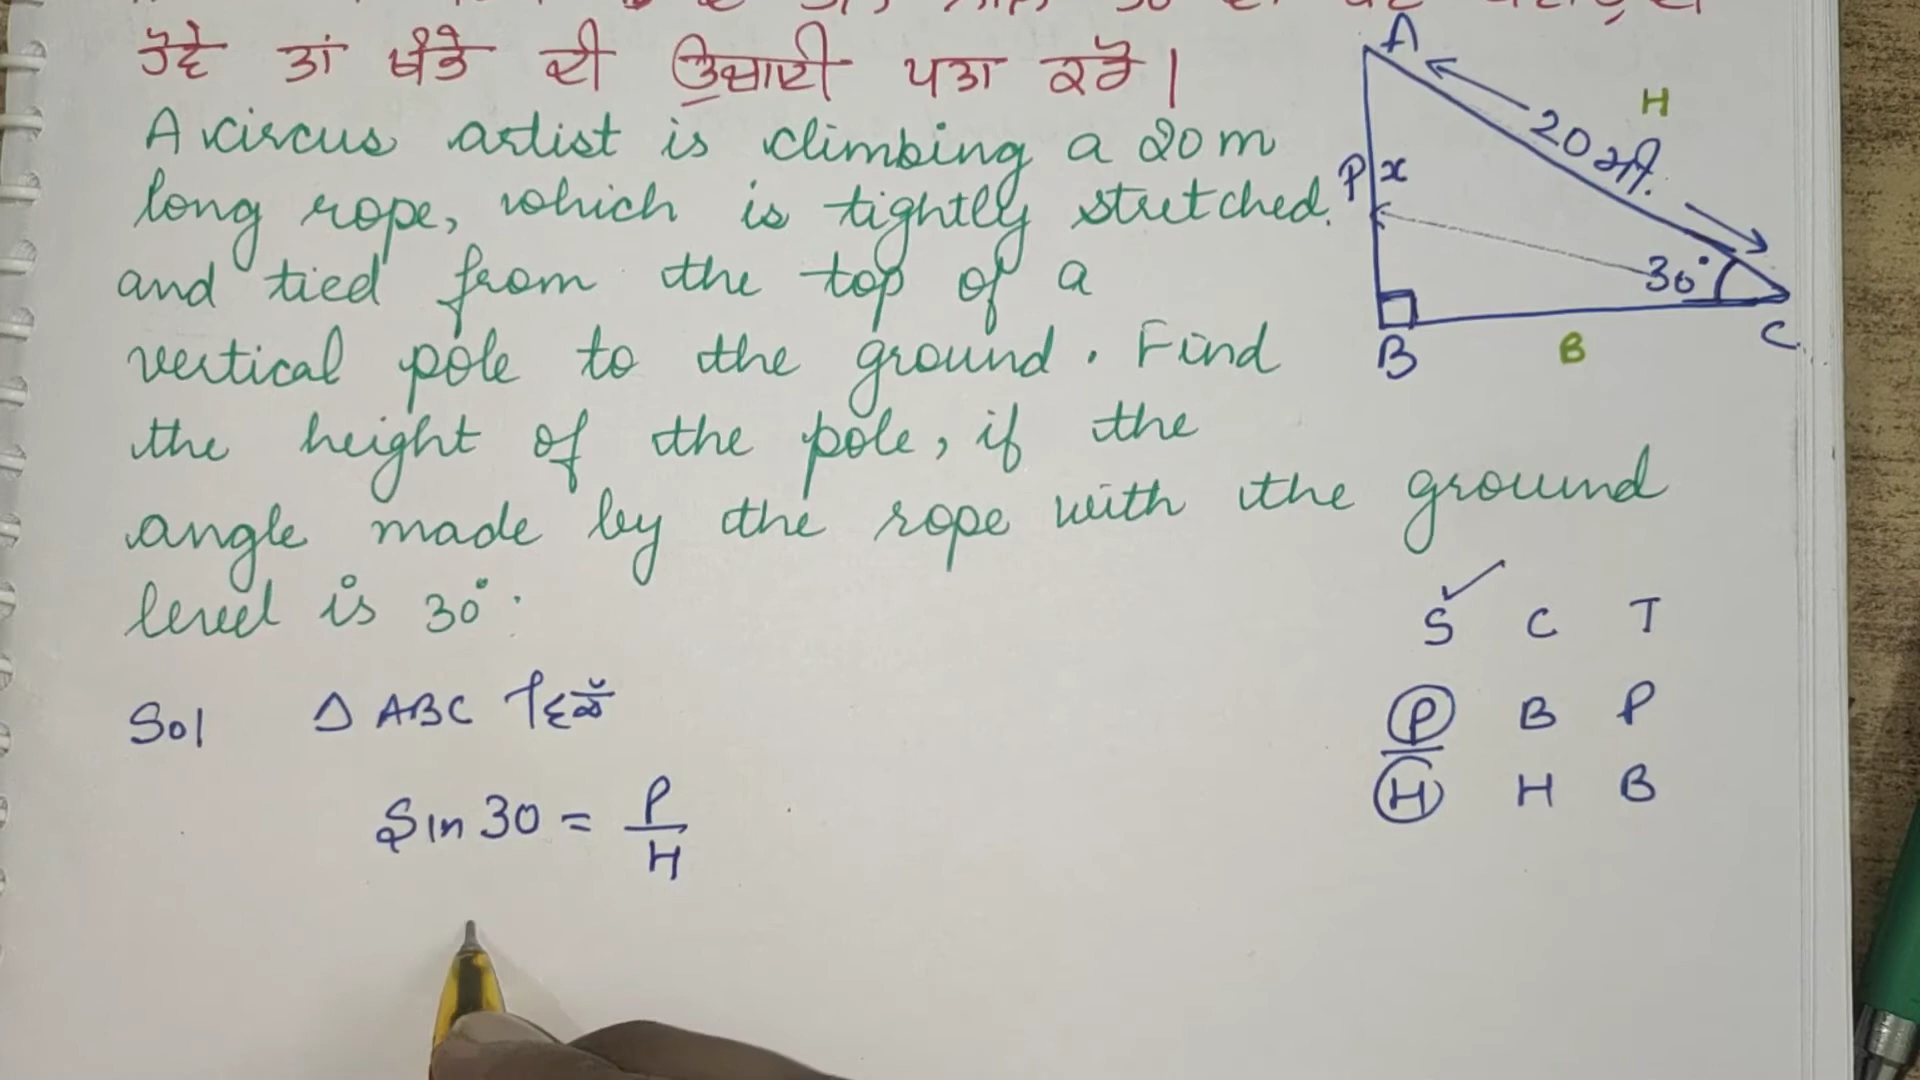 ਹੋਵੇ ਤਾਂ ਖੰਭੇ ਦੀ ਉਚਾਈ ਪਤਾ ਕਰੋ।
A circus artist is climbing a 20 m
long rope, which is tightly stretched.
and tied from the top of a
vertical pole to the ground. Find
the height of the pole, if the
angle made by the rope with the ground
level is 30°.
A
H
20 ਮੀ.
P x
30°
B
B
C
S C T
P B P
H H B
Sol △ ABC ਵਿੱਚ
Sin 30 = P/H